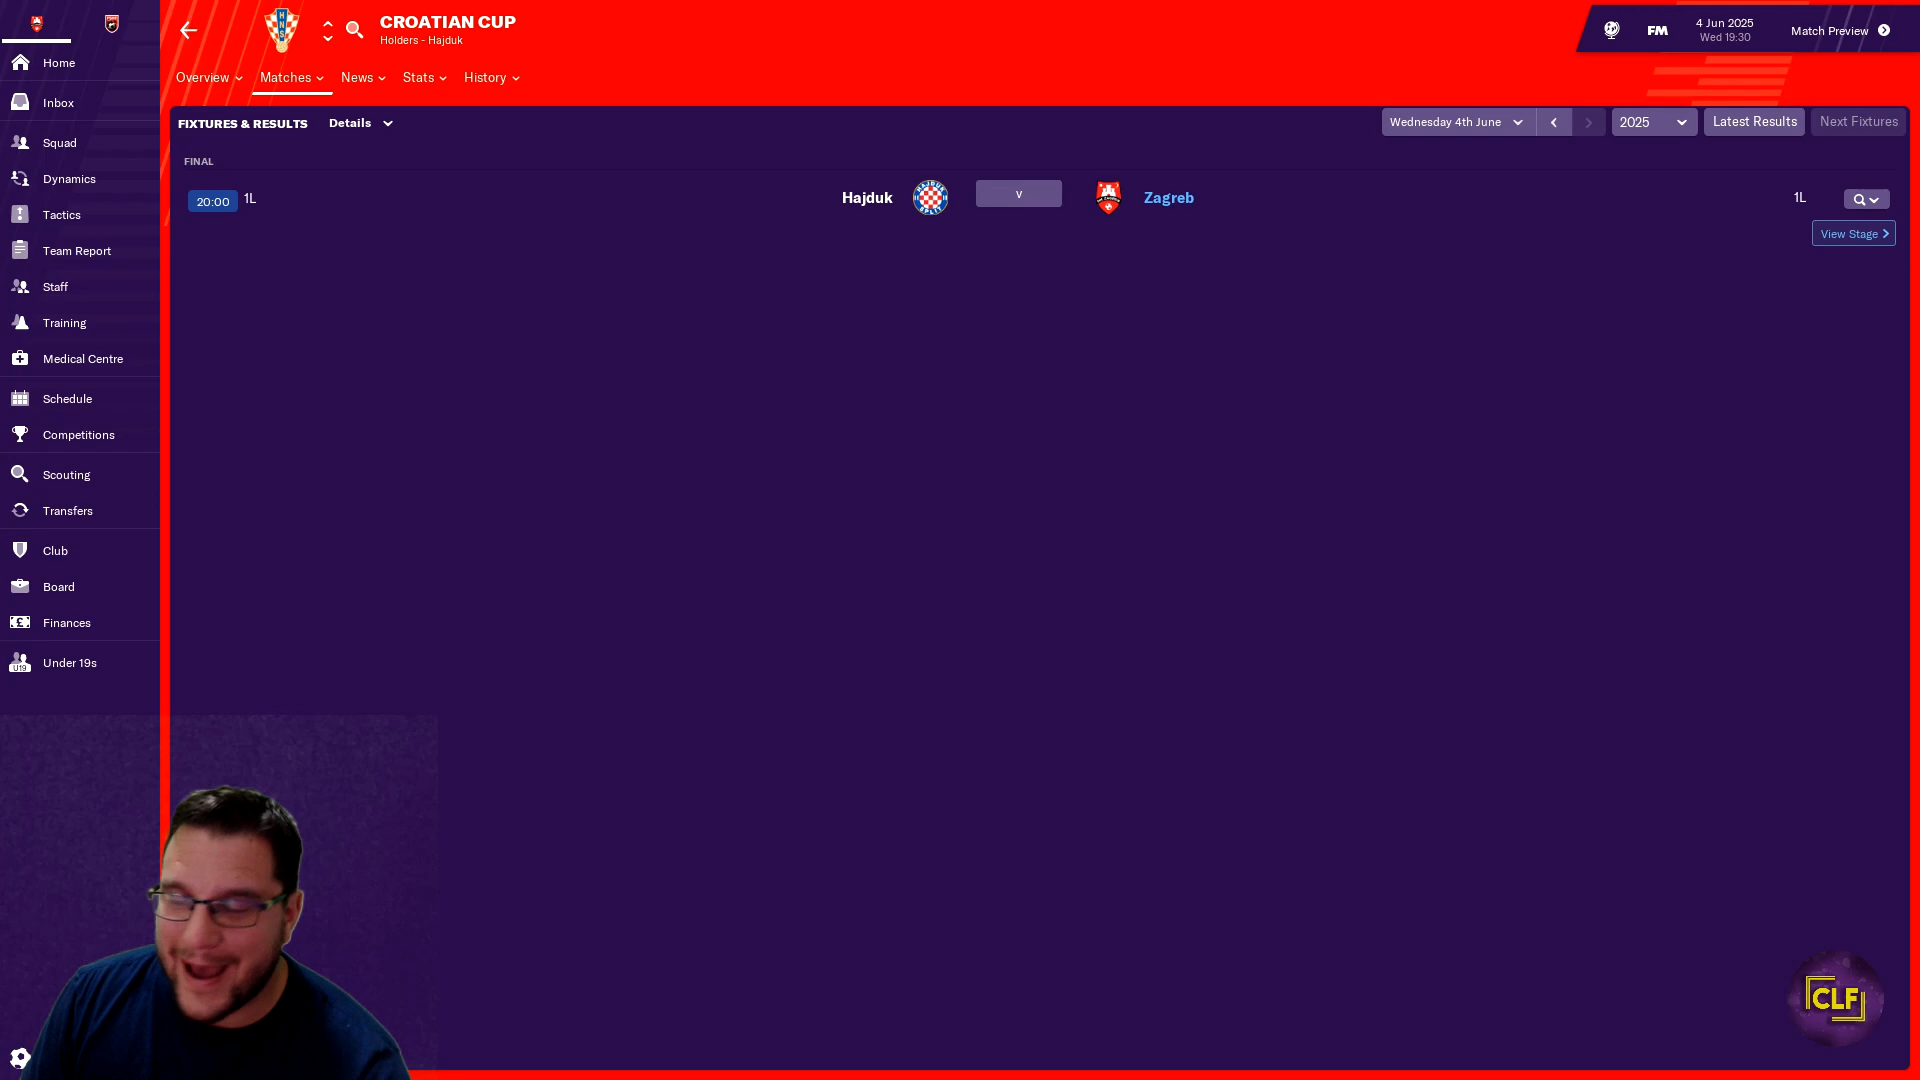 CROATIAN CUP
Holders - Hajduk
FM
4 Jun 2025
Wed 19:30
Match Preview
Overview
Matches
News
Stats
History
Home
Inbox
Squad
Dynamics
Tactics
Team Report
Staff
Training
Medical Centre
Schedule
Competitions
Scouting
Transfers
Club
Board
Finances
U19
Under 19s
FIXTURES & RESULTS
Details
Wednesday 4th June
2025
Latest Results
Next Fixtures
FINAL
20:00
1L
Hajduk
v
Zagreb
1L
View Stage
CLF